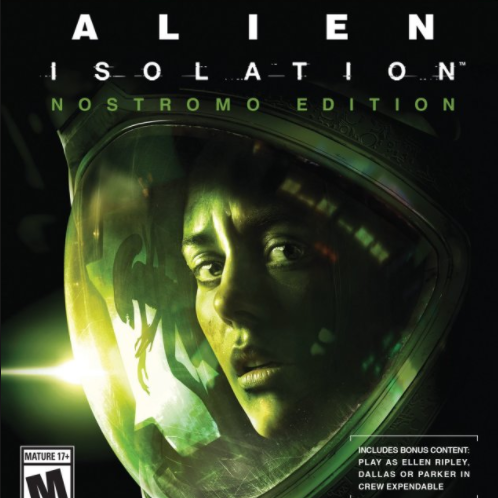 ALIEN
ISOLATION™
NOSTROMO EDITION
MATURE 17+
M
INCLUDES BONUS CONTENT:
PLAY AS ELLEN RIPLEY,
DALLAS OR PARKER IN
CREW EXPENDABLE